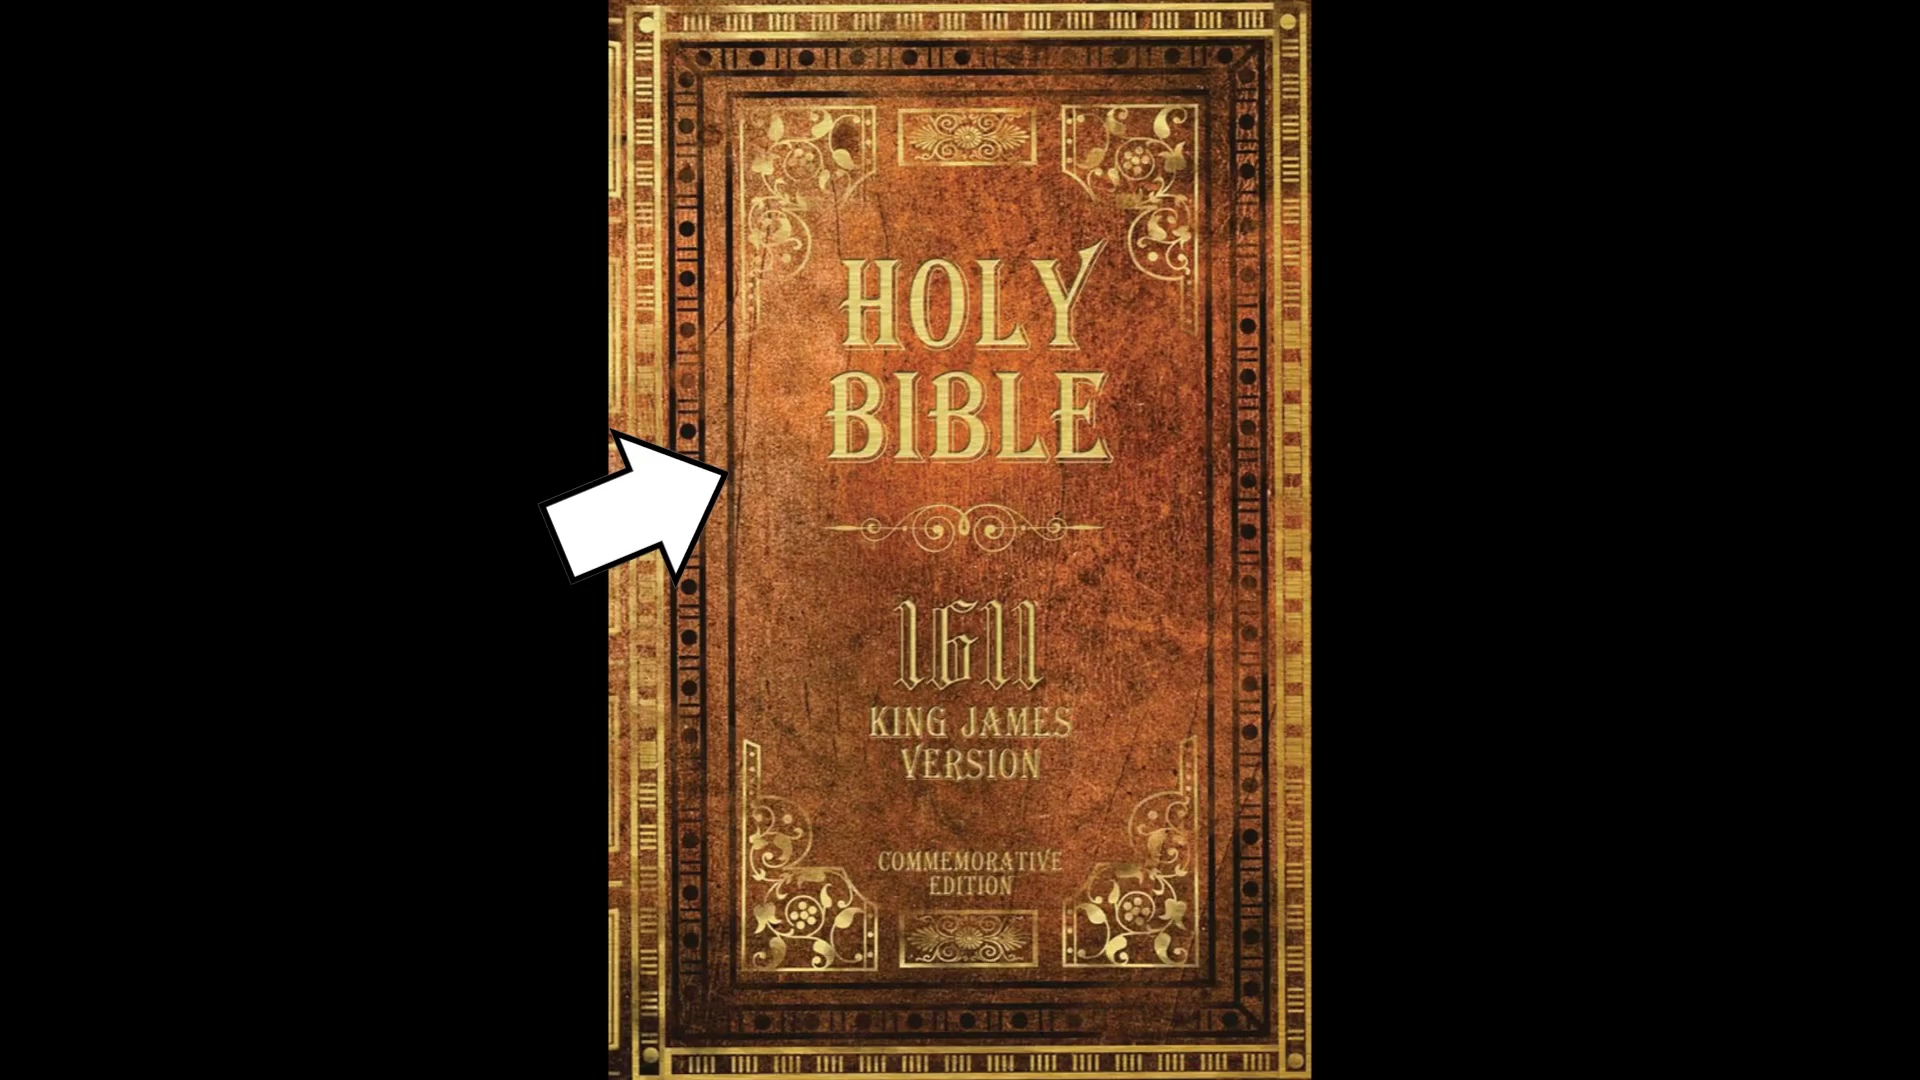 HOLY
BIBLE
1611
KING JAMES
VERSION
COMMEMORATIVE
EDITION